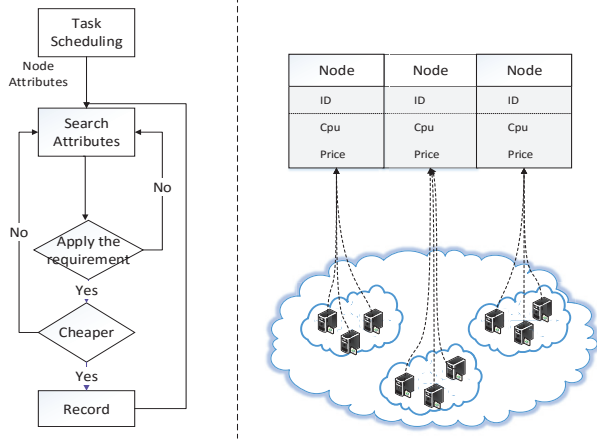 Task
Scheduling
Node
Attributes
Search
Attributes
No
No
Apply the
requirement
Yes
Cheaper
Yes
Record
Node Node Node
ID ID ID
Cpu Cpu Cpu
Price Price Price